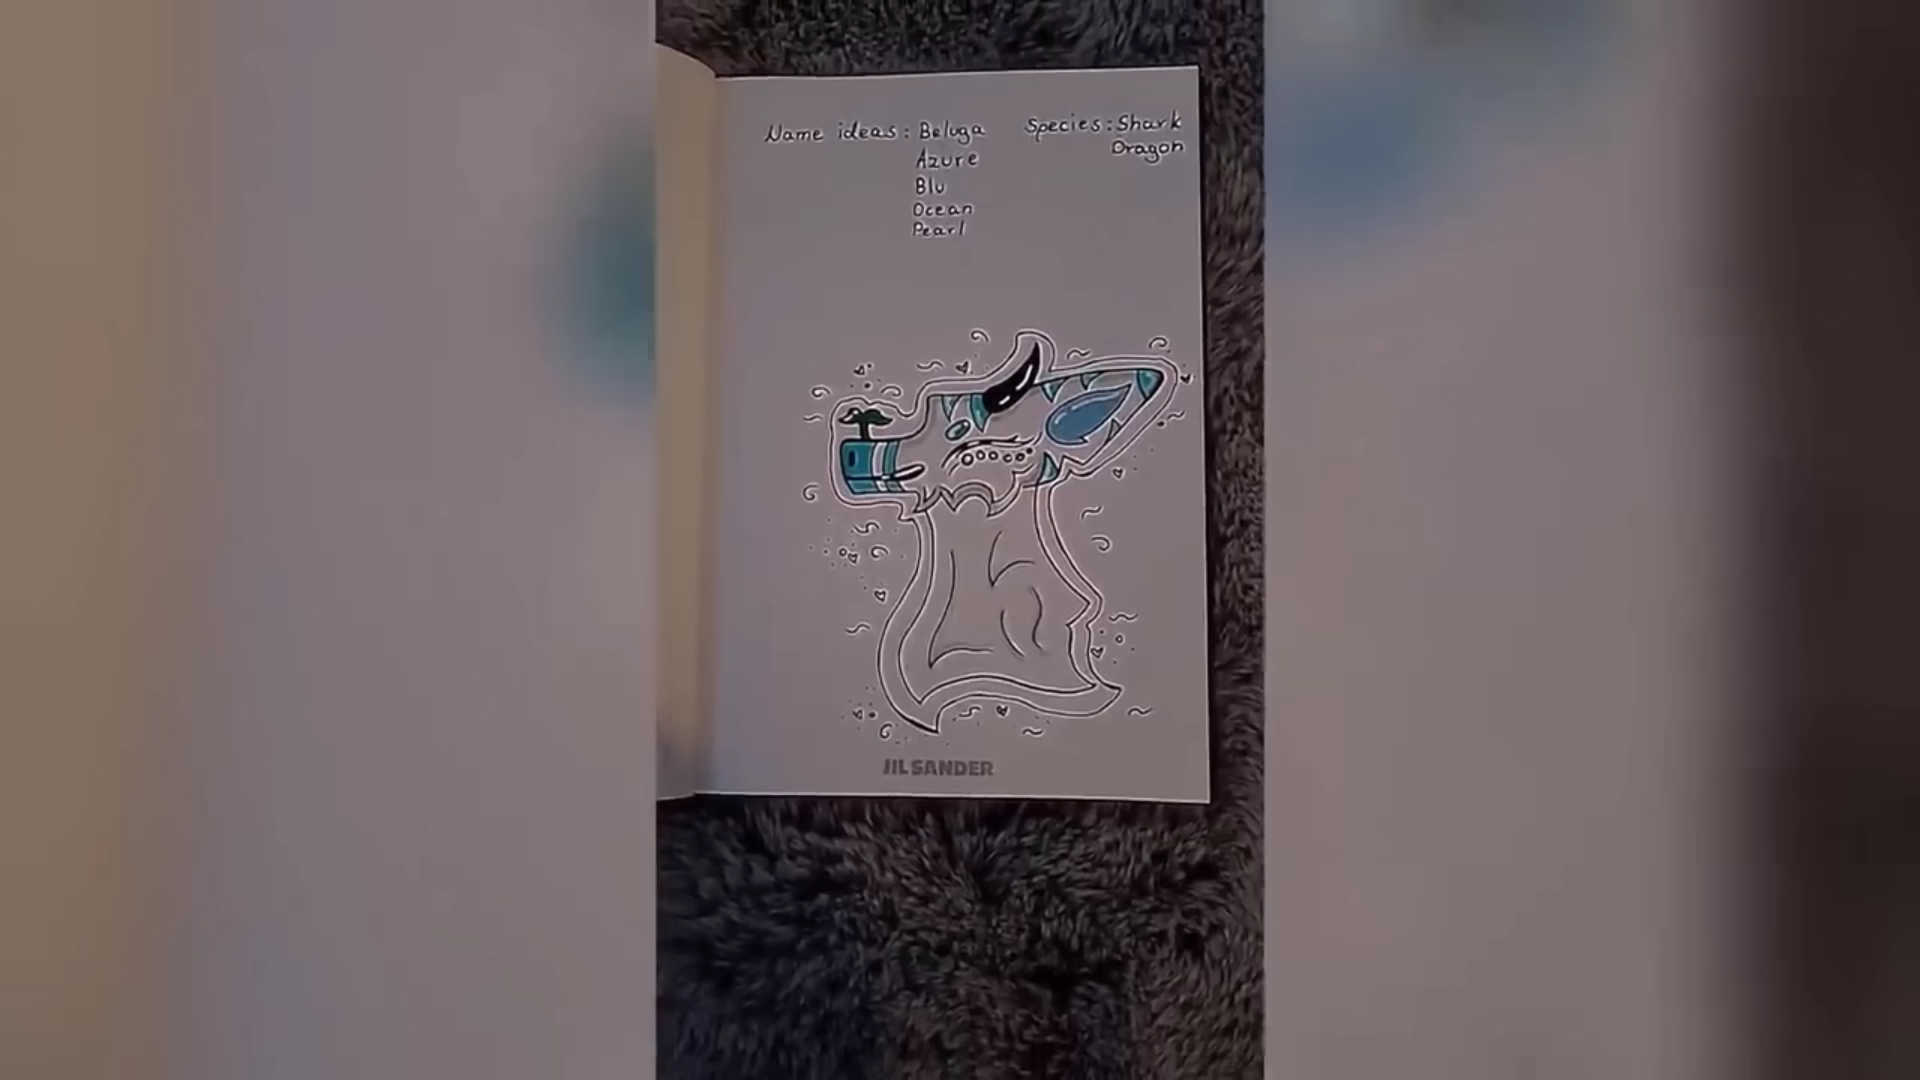 Name ideas: Beluga
Azure
Blu
Ocean
Pearl
Species: Shark
Dragon
JIL SANDER